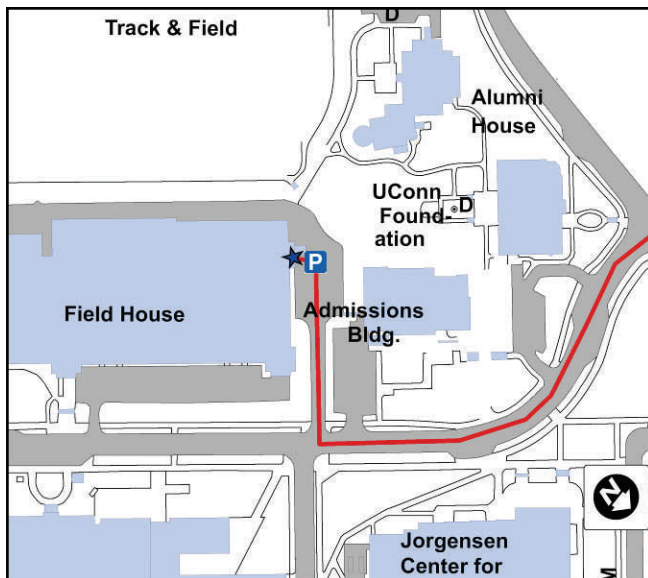 D
Track & Field
Alumni
House
UConn
D
Found-
ation
P
Field House
Admissions
Bldg.
N
Jorgensen
Center for
M